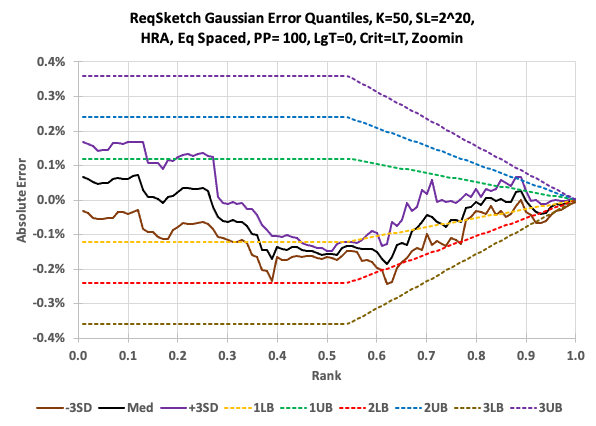 ReqSketch Gaussian Error Quantiles, K=50, SL=2^20,
HRA, Eq Spaced, PP= 100, LgT=0, Crit=LT, Zoomin
Absolute Error
0.4%
0.3%
0.2%
0.1%
0.0%
-0.1%
-0.2%
-0.3%
-0.4%
0.0 0.1 0.2 0.3 0.4 0.5 0.6 0.7 0.8 0.9 1.0
Rank
-3SD Med +3SD 1LB 1UB 2LB 2UB 3LB 3UB